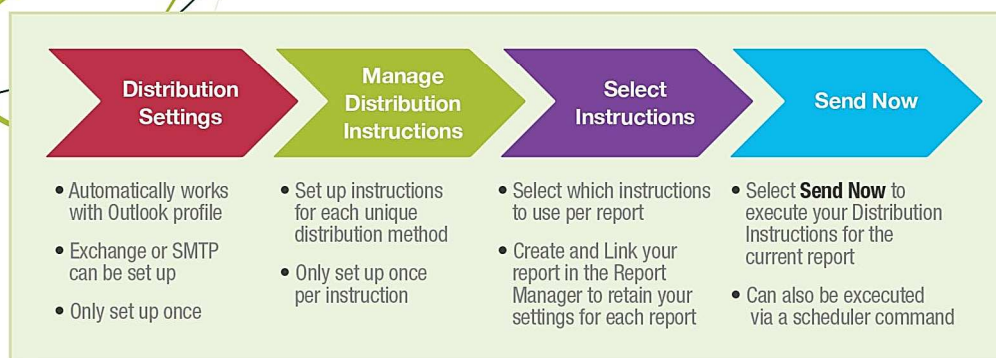 Distribution
Settings
Manage
Distribution
Instructions
Select
Instructions
Send Now
• Automatically works
with Outlook profile
• Exchange or SMTP
can be set up
• Only set up once
• Set up instructions
for each unique
distribution method
• Only set up once
per instruction
• Select which instructions
to use per report
• Create and Link your
report in the Report
Manager to retain your
settings for each report
• Select Send Now to
execute your Distribution
Instructions for the
current report
• Can also be excecuted
via a scheduler command